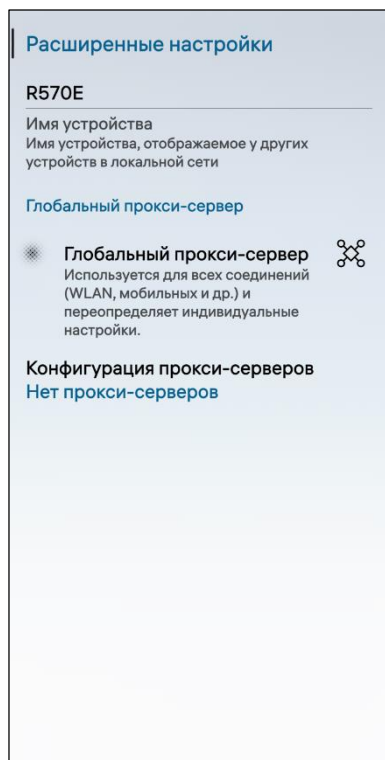 Расширенные настройки
R570E
Имя устройства
Имя устройства, отображаемое у других
устройств в локальной сети
Глобальный прокси-сервер
Глобальный прокси-сервер
Используется для всех соединений
(WLAN, мобильных и др.) и
переопределяет индивидуальные
настройки.
Конфигурация прокси-серверов
Нет прокси-серверов